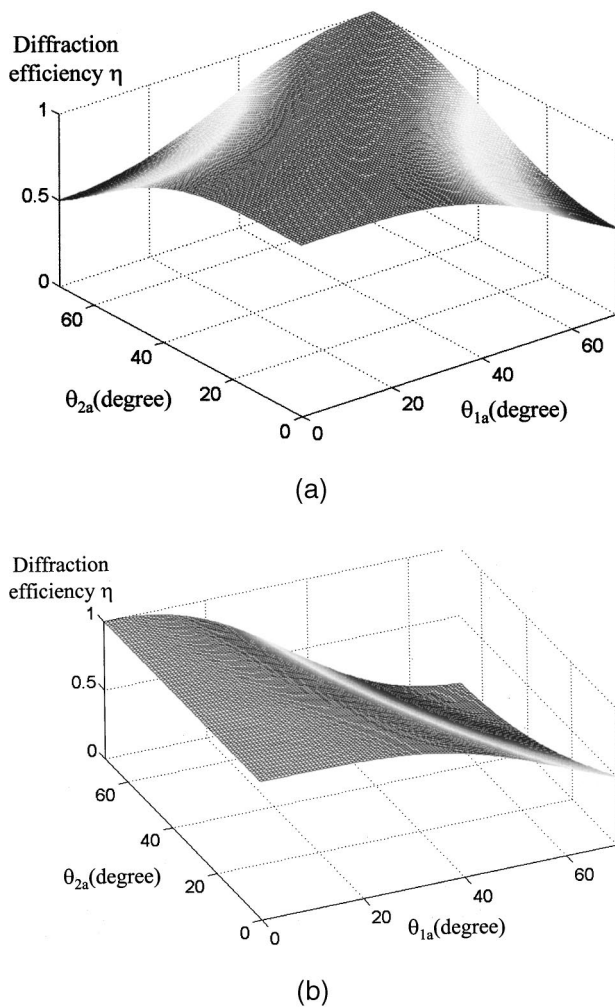 Diffraction
efficiency η
1
0.5
0
60
40
20
0
0
20
40
60
θ2a(degree)
θ1a(degree)
(a)
Diffraction
efficiency η
1
0.5
0
60
40
20
0
0
20
40
60
θ2a(degree)
θ1a(degree)
(b)